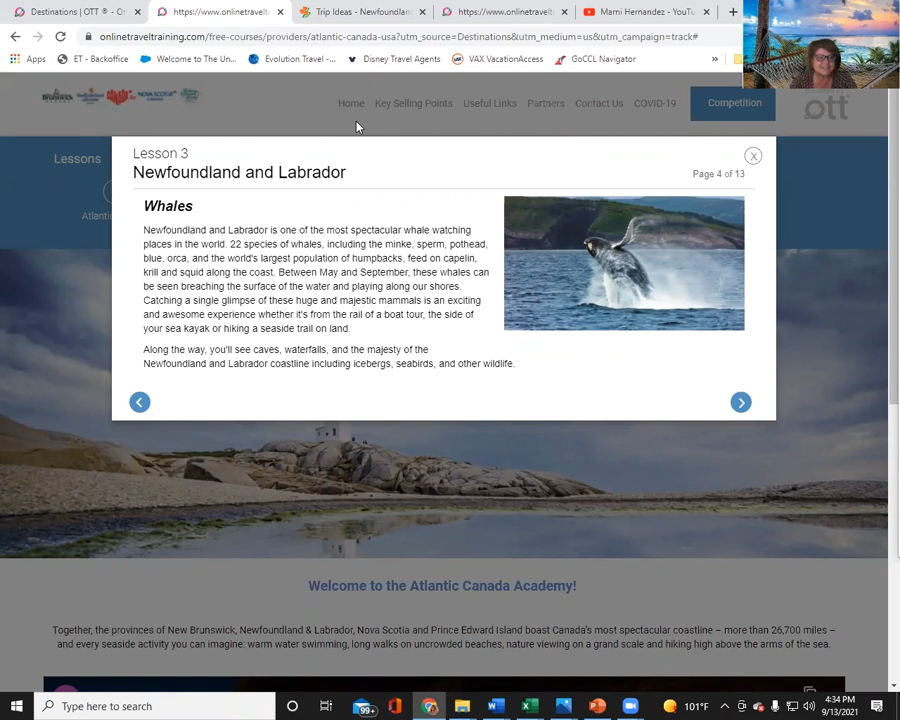 Destinations | OTT ® - O
https://www.onlinetravelt
Trip Ideas - Newfoundlan
https://www.onlinetravelt
Marni Hernandez - YouTu
onlinetraveltraining.com/free-courses/providers/atlantic-canada-usa?utm_source=Destinations&utm_medium=us&utm_campaign=track#
Apps
ET - Backoffice
Welcome to The Un...
Evolution Travel -...
Disney Travel Agents
VAX VacationAccess
GoCCL Navigator
»
Home
Key Selling Points
Useful Links
Partners
Contact Us
COVID-19
Competition
ott
Lessons
Atlanti
Lesson 3
Newfoundland and Labrador
X
Page 4 of 13
Whales
Newfoundland and Labrador is one of the most spectacular whale watching
places in the world. 22 species of whales, including the minke, sperm, pothead,
blue, orca, and the world's largest population of humpbacks, feed on capelin,
krill and squid along the coast. Between May and September, these whales can
be seen breaching the surface of the water and playing along our shores.
Catching a single glimpse of these huge and majestic mammals is an exciting
and awesome experience whether it's from the rail of a boat tour, the side of
your sea kayak or hiking a seaside trail on land.
Along the way, you'll see caves, waterfalls, and the majesty of the
Newfoundland and Labrador coastline including icebergs, seabirds, and other wildlife.
Welcome to the Atlantic Canada Academy!
Together, the provinces of New Brunswick, Newfoundland & Labrador, Nova Scotia and Prince Edward Island boast Canada's most spectacular coastline – more than 26,700 miles –
and every seaside activity you can imagine: warm water swimming, long walks on uncrowded beaches, nature viewing on a grand scale and hiking high above the arms of the sea.
Type here to search
99+
101°F
4:34 PM
9/13/2021